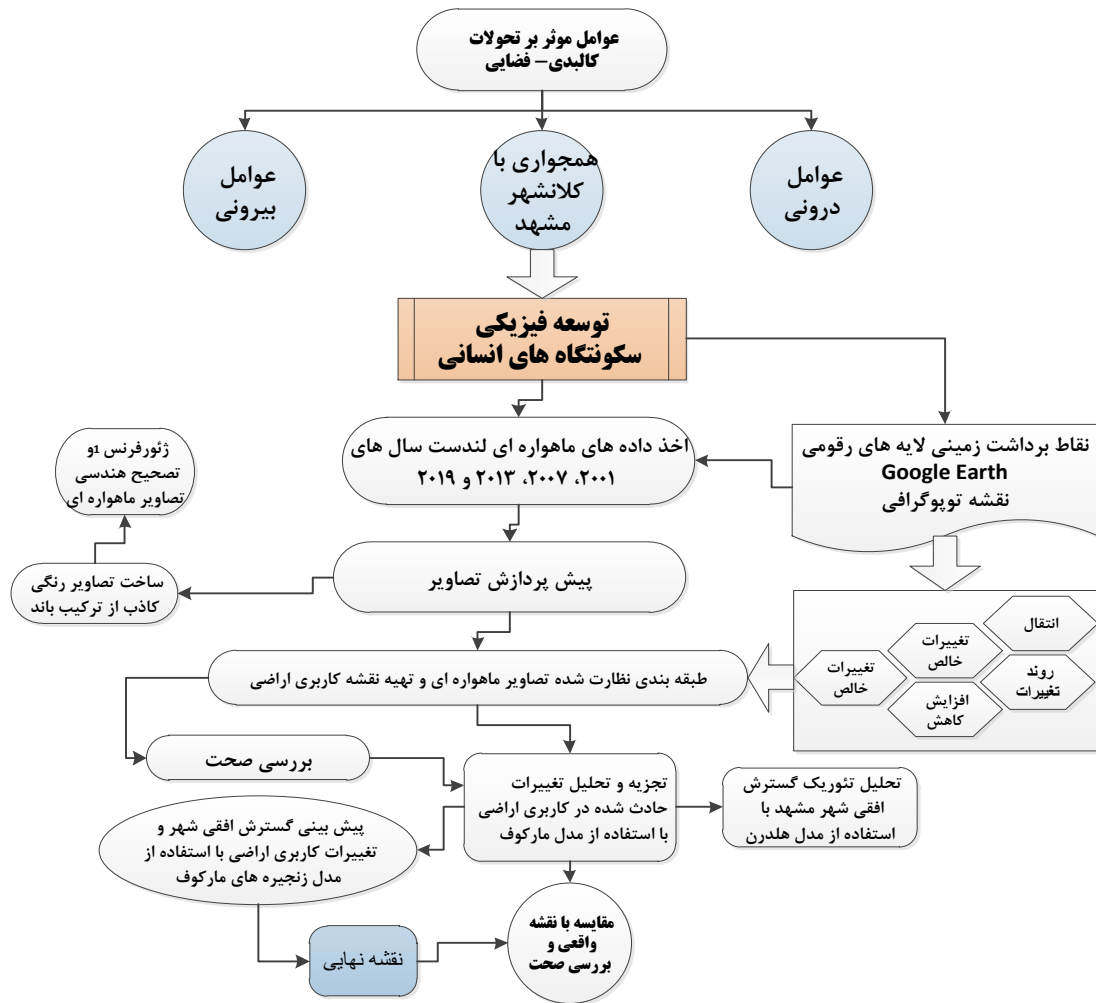 عوامل موثر بر تحولات
کالبدی– فضایی
عوامل
درونی
همجواری با
کلانشهر
مشهد
عوامل
بیرونی
توسعه فیزیکی
سکونتگاه های انسانی
اخذ داده های ماهواره ای لندست سال های
۲۰۰۱، ۲۰۰۷، ۲۰۱۳ و ۲۰۱۹
نقاط برداشت زمینی لایه های رقومی
Google Earth
نقشه توپوگرافی
ژئورفرنس 1و
تصحیح هندسی
تصاویر ماهواره ای
پیش پردازش تصاویر
ساخت تصاویر رنگی
کاذب از ترکیب باند
انتقال
تغییرات
خالص
روند
تغییرات
تغییرات
خالص
افزایش
کاهش
طبقه بندی نظارت شده تصاویر ماهواره ای و تهیه نقشه کاربری اراضی
بررسی صحت
تجزیه و تحلیل تغییرات
حادث شده در کاربری اراضی
با استفاده از مدل مارکوف
تحلیل تئوریک گسترش
افقی شهر مشهد با
استفاده از مدل هلدرن
پیش بینی گسترش افقی شهر و
تغییرات کاربری اراضی با استفاده از
مدل زنجیره های مارکوف
مقایسه با نقشه
واقعی و
بررسی صحت
نقشه نهایی